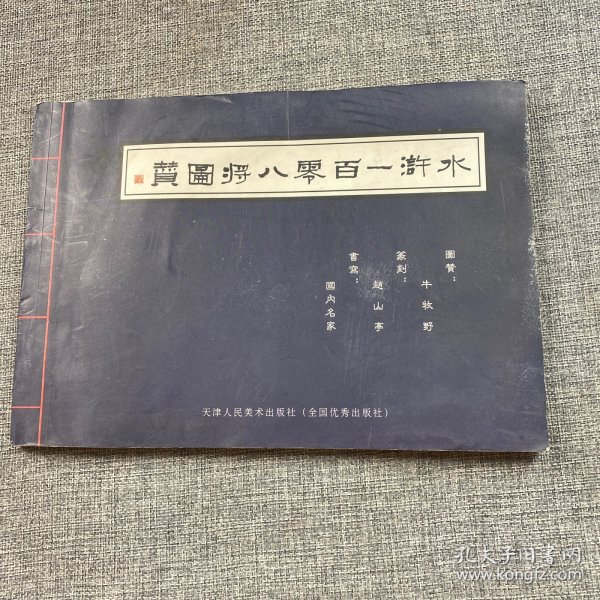 水滸一百零八將圖贊
圖贊：
牛牧野
篆刻：
趙山亭
書寫：
國內名家
天津人民美术出版社（全国优秀出版社）
孔夫子旧书网
www.kongfz.com